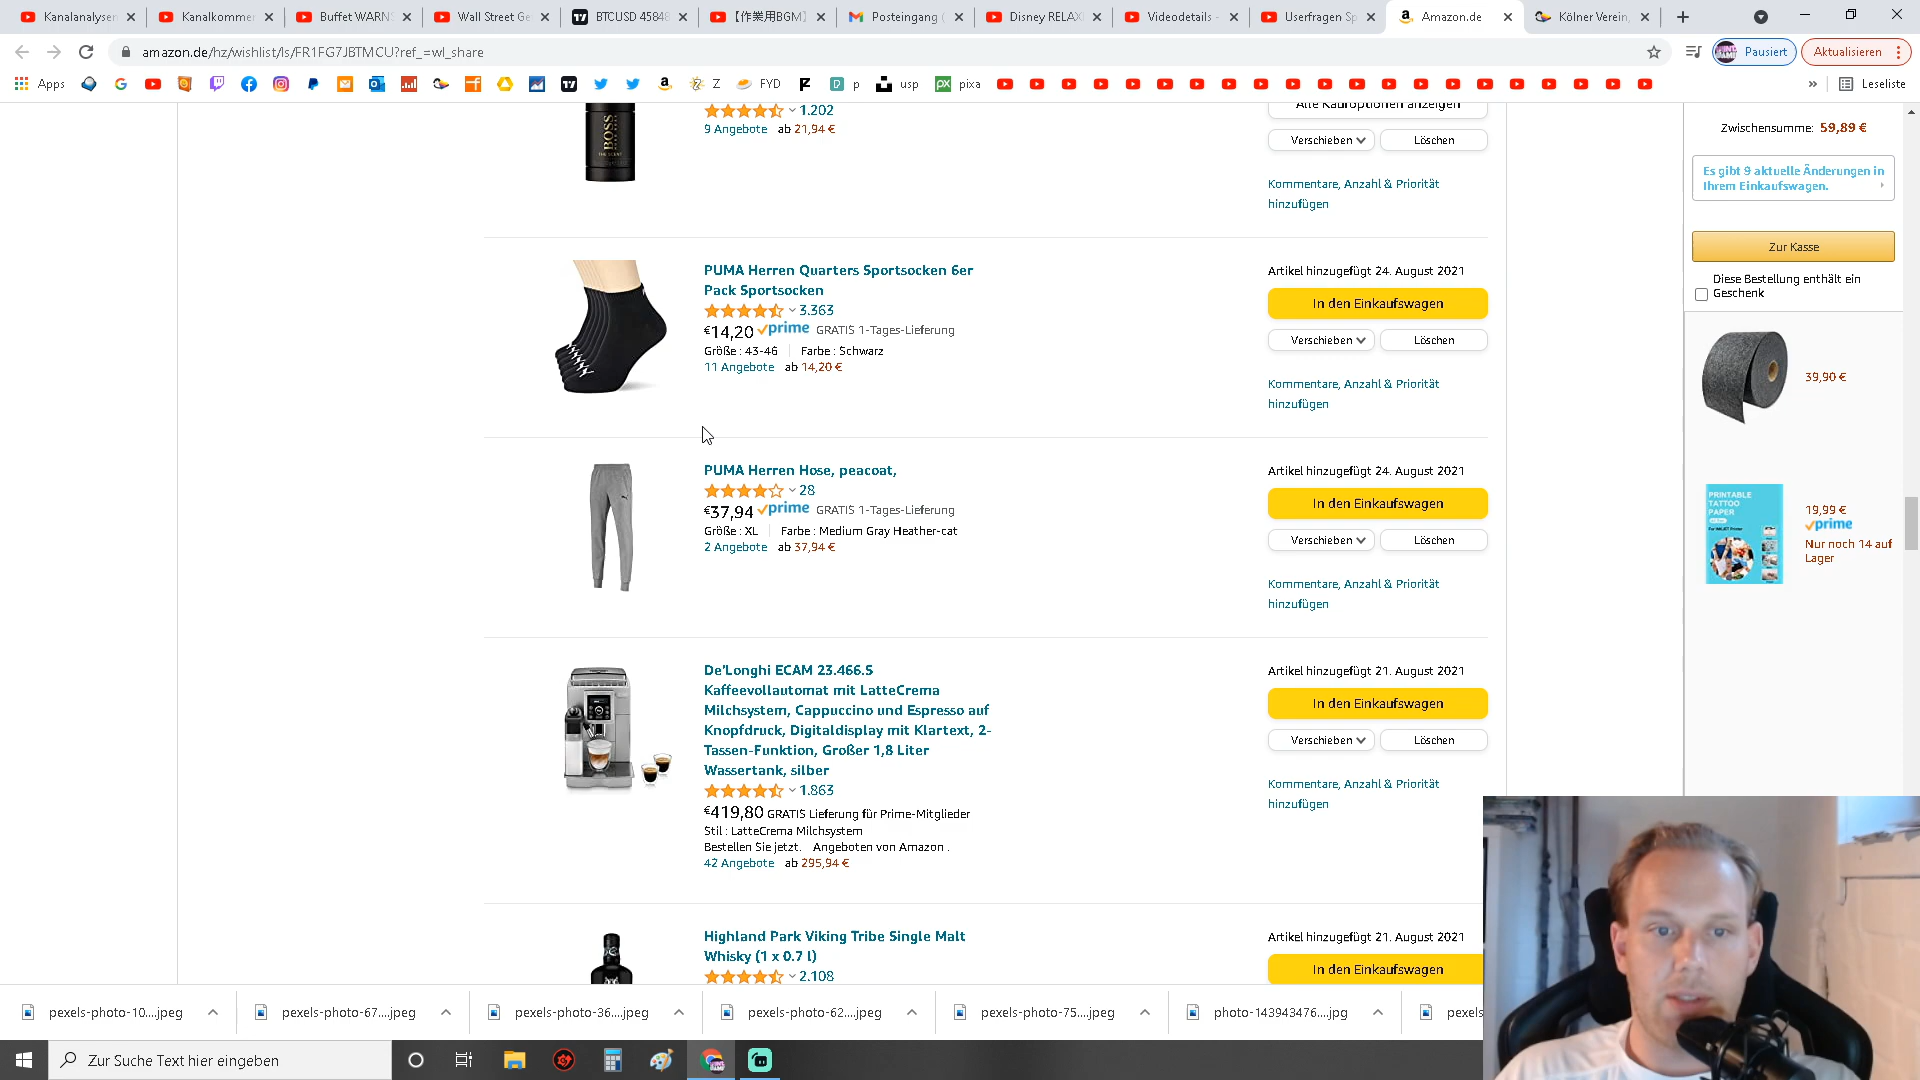 Kanalanalysen
Kanalkommen
Buffet WARNS
Wall Street Ge
BTCUSD 45848
【作業用BGM】
Posteingang (
Disney RELAX
Videodetails -
Userfragen Sp
Amazon.de
Kölner Verein,
amazon.de/hz/wishlist/ls/FR1FG7JBTMCU?ref_=wl_share
Pausiert
Aktualisieren
Apps
Z
FYD
p
usp
pixa
Leseliste
BOSS
1.202
9 Angebote ab 21,94 €
Alle Kaufoptionen anzeigen
Verschieben
Löschen
Kommentare, Anzahl & Priorität
hinzufügen
PUMA Herren Quarters Sportsocken 6er
Pack Sportsocken
3.363
€14,20 prime GRATIS 1-Tages-Lieferung
Größe : 43-46 Farbe : Schwarz
11 Angebote ab 14,20 €
Artikel hinzugefügt 24. August 2021
In den Einkaufswagen
Verschieben
Löschen
Kommentare, Anzahl & Priorität
hinzufügen
PUMA Herren Hose, peacoat,
28
€37,94 prime GRATIS 1-Tages-Lieferung
Größe : XL Farbe : Medium Gray Heather-cat
2 Angebote ab 37,94 €
Artikel hinzugefügt 24. August 2021
In den Einkaufswagen
Verschieben
Löschen
Kommentare, Anzahl & Priorität
hinzufügen
De'Longhi ECAM 23.466.S
Kaffeevollautomat mit LatteCrema
Milchsystem, Cappuccino und Espresso auf
Knopfdruck, Digitaldisplay mit Klartext, 2-
Tassen-Funktion, Großer 1,8 Liter
Wassertank, silber
1.863
€419,80 GRATIS Lieferung für Prime-Mitglieder
Stil : LatteCrema Milchsystem
Bestellen Sie jetzt. Angeboten von Amazon .
42 Angebote ab 295,94 €
Artikel hinzugefügt 21. August 2021
In den Einkaufswagen
Verschieben
Löschen
Kommentare, Anzahl & Priorität
hinzufügen
Highland Park Viking Tribe Single Malt
Whisky (1 x 0.7 l)
2.108
Artikel hinzugefügt 21. August 2021
In den Einkaufswagen
Zwischensumme: 59,89 €
Es gibt 9 aktuelle Änderungen in
Ihrem Einkaufswagen.
Zur Kasse
Diese Bestellung enthält ein
Geschenk
39,90 €
PRINTABLE
TATTOO
PAPER
19,99 €
prime
Nur noch 14 auf
Lager
pexels-photo-10....jpeg
pexels-photo-67....jpeg
pexels-photo-36....jpeg
pexels-photo-62....jpeg
pexels-photo-75....jpeg
photo-143943476....jpg
pexels
Zur Suche Text hier eingeben